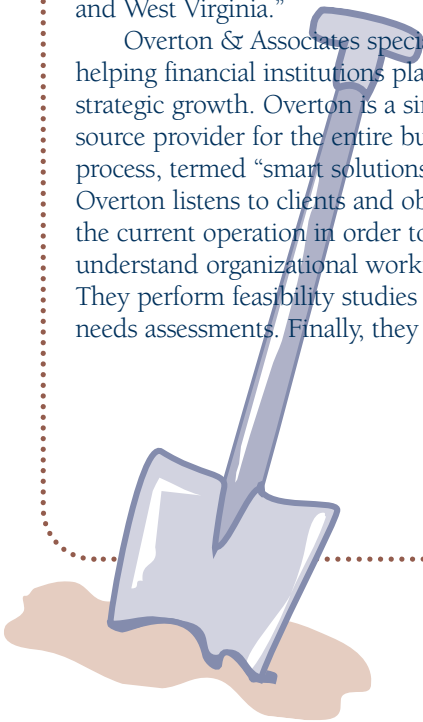 and West Virginia.”
Overton & Associates speci
helping financial institutions pla
strategic growth. Overton is a si
source provider for the entire bu
process, termed “smart solutions
Overton listens to clients and ob
the current operation in order to
understand organizational work
They perform feasibility studies
needs assessments. Finally, they